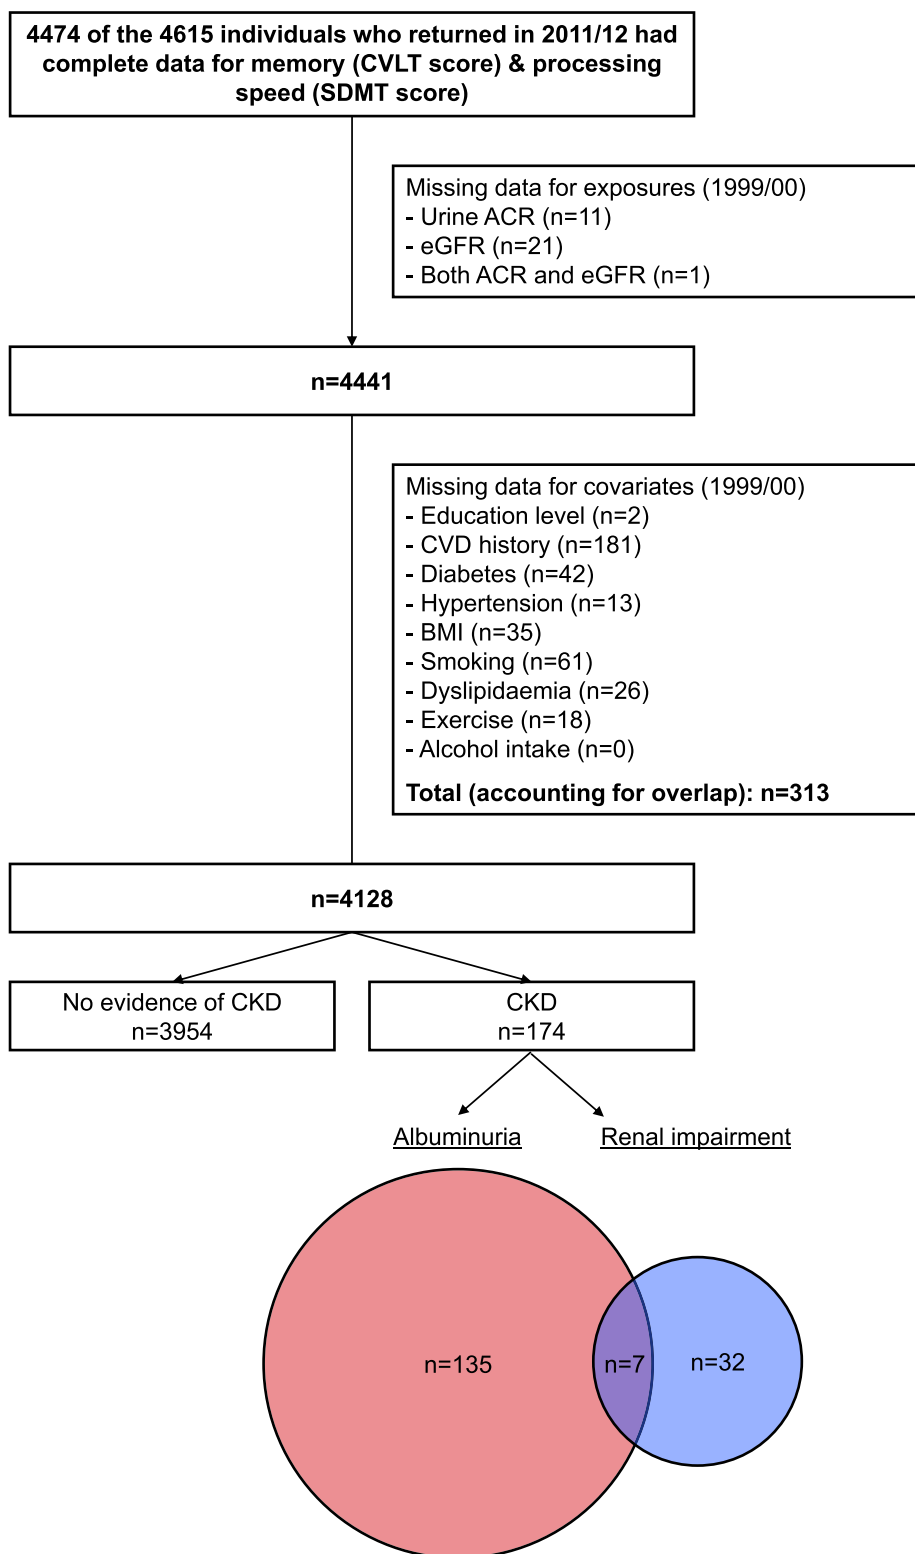 4474 of the 4615 individuals who returned in 2011/12 had
complete data for memory (CVLT score) & processing
speed (SDMT score)
Missing data for exposures (1999/00)
- Urine ACR (n=11)
- eGFR (n=21)
- Both ACR and eGFR (n=1)
n=4441
Missing data for covariates (1999/00)
- Education level (n=2)
- CVD history (n=181)
- Diabetes (n=42)
- Hypertension (n=13)
- BMI (n=35)
- Smoking (n=61)
- Dyslipidaemia (n=26)
- Exercise (n=18)
- Alcohol intake (n=0)
Total (accounting for overlap): n=313
n=4128
No evidence of CKD
n=3954
CKD
n=174
Albuminuria
Renal impairment
n=135
n=7
n=32